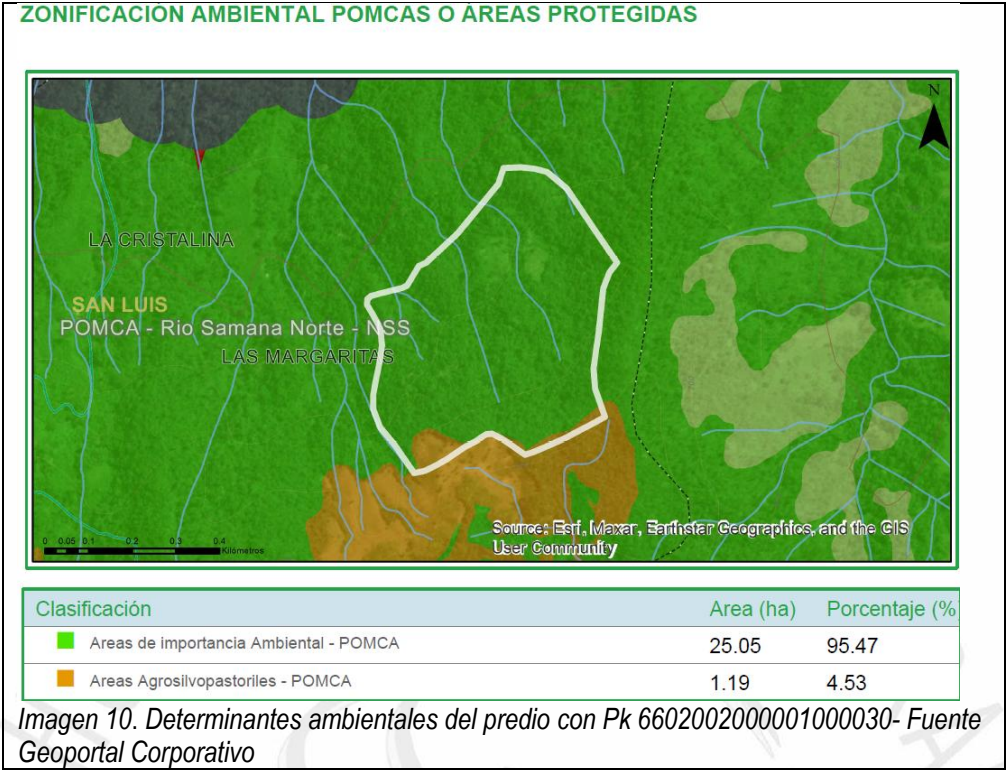 ZONIFICACIÓN AMBIENTAL POMCAS O ÁREAS PROTEGIDAS
N
LA CRISTALINA
SAN LUIS
POMCA - Rio Samana Norte - NSS
LAS MARGARITAS
Source: Esri, Maxar, Earthstar Geographics, and the GIS
User Community
0 0.05 0.1 0.2 0.3 0.4
Kilómetros
Clasificación Area (ha) Porcentaje (%)
Areas de importancia Ambiental - POMCA 25.05 95.47
Areas Agrosilvopastoriles - POMCA 1.19 4.53
Imagen 10. Determinantes ambientales del predio con Pk 6602002000001000030- Fuente
Geoportal Corporativo